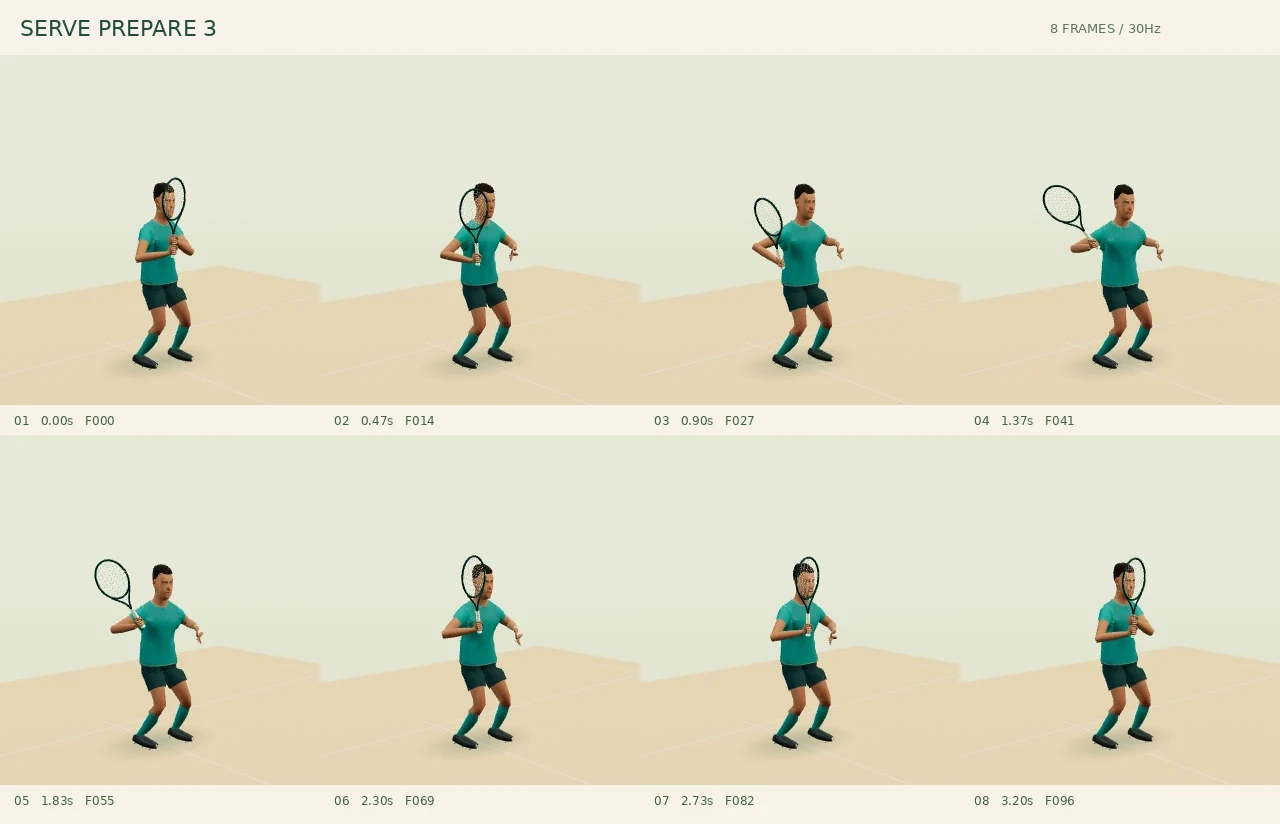 SERVE PREPARE 3
8 FRAMES / 30Hz
01 0.00s F000
02 0.47s F014
03 0.90s F027
04 1.37s F041
05 1.83s F055
06 2.30s F069
07 2.73s F082
08 3.20s F096